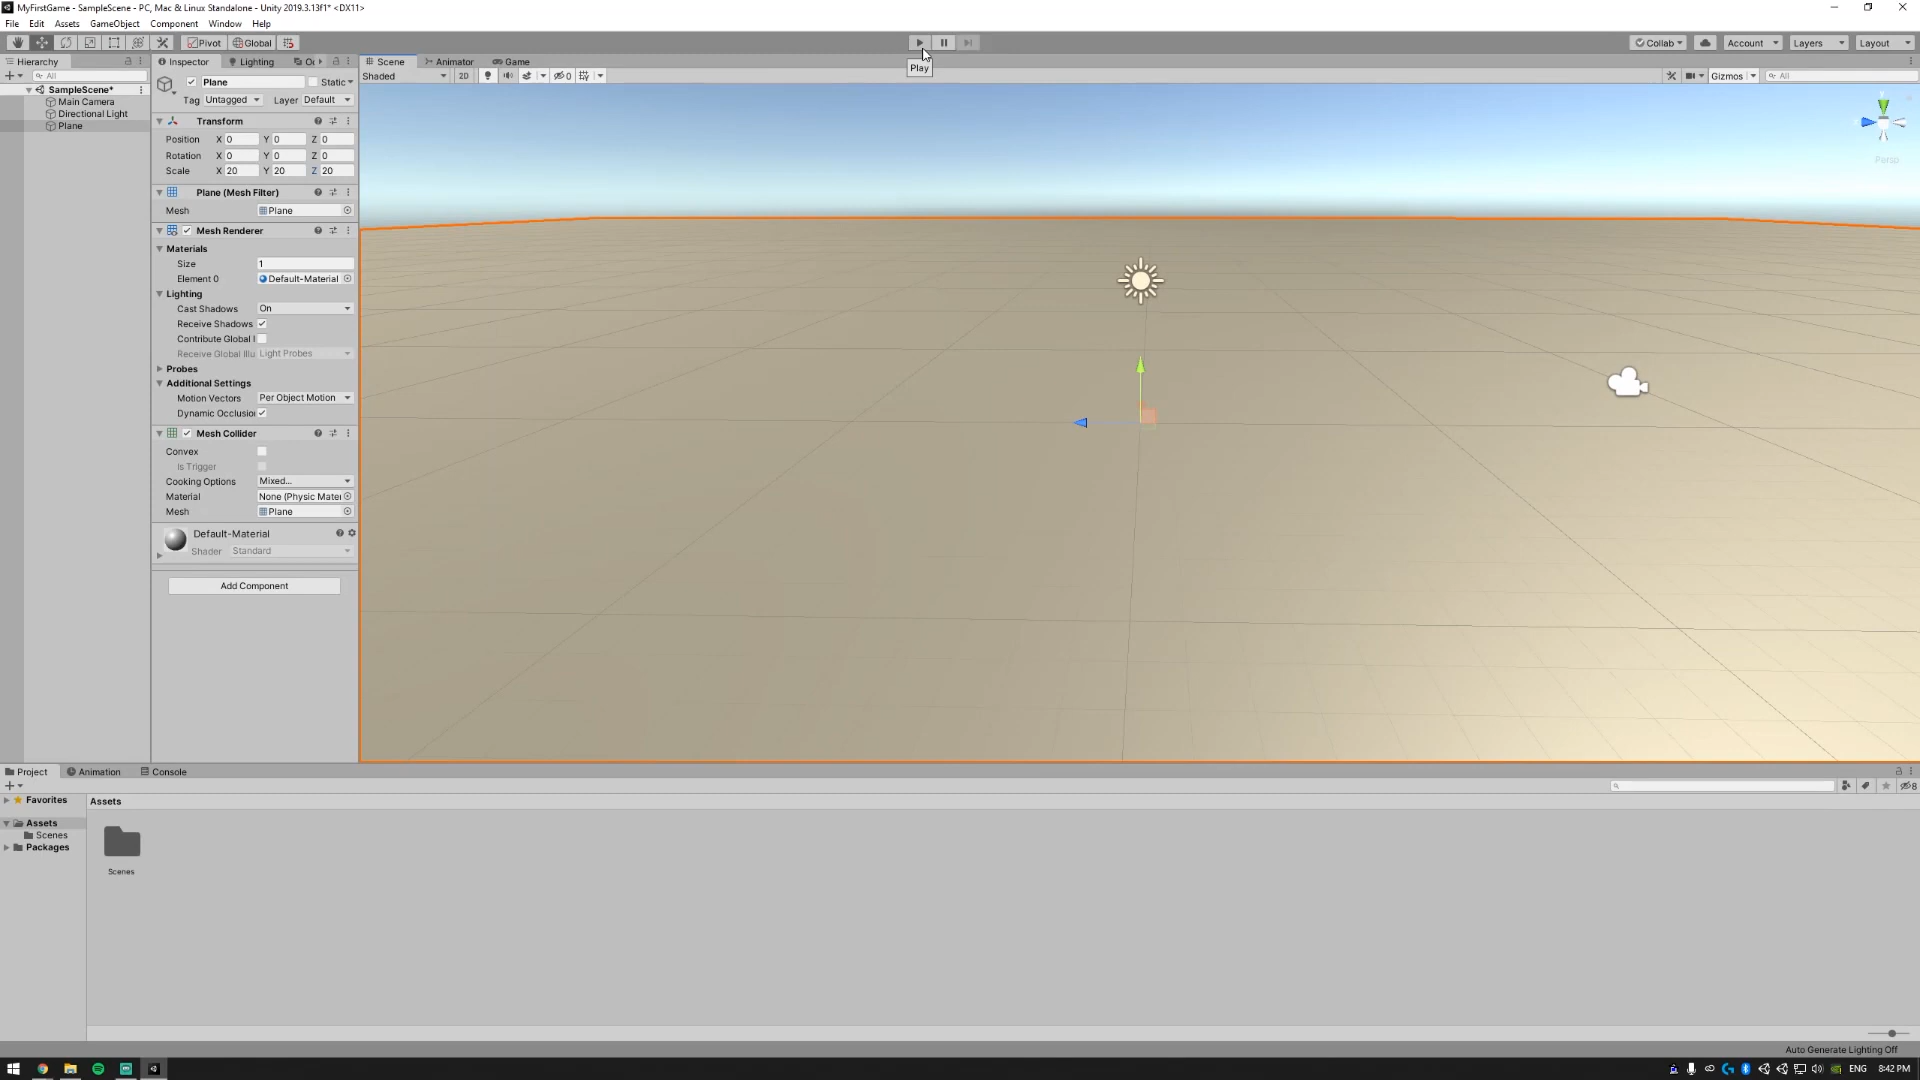 MyFirstGame - SampleScene - PC, Mac & Linux Standalone - Unity 2019.3.13f1* <DX11>
File Edit Assets GameObject Component Window Help
Pivot Global Collab Account Layers Layout
Play
Hierarchy
All
SampleScene*
Main Camera
Directional Light
Plane
Inspector Lighting
Plane Static
Tag Untagged Layer Default
Transform
Position X 0 Y 0 Z 0
Rotation X 0 Y 0 Z 0
Scale X 20 Y 20 Z 20
Plane (Mesh Filter)
Mesh Plane
Mesh Renderer
Materials
Size 1
Element 0 Default-Material
Lighting
Cast Shadows On
Receive Shadows
Contribute Global I
Receive Global Illu Light Probes
Probes
Additional Settings
Motion Vectors Per Object Motion
Dynamic Occlusio
Mesh Collider
Convex
Is Trigger
Cooking Options Mixed...
Material None (Physic Mater
Mesh Plane
Default-Material
Shader Standard
Add Component
Scene Animator Game
Shaded 2D 0 Gizmos All
y
Persp
Project Animation Console
8
Favorites
Assets
Scenes
Packages
Assets
Scenes
Auto Generate Lighting Off
ENG 8:42 PM